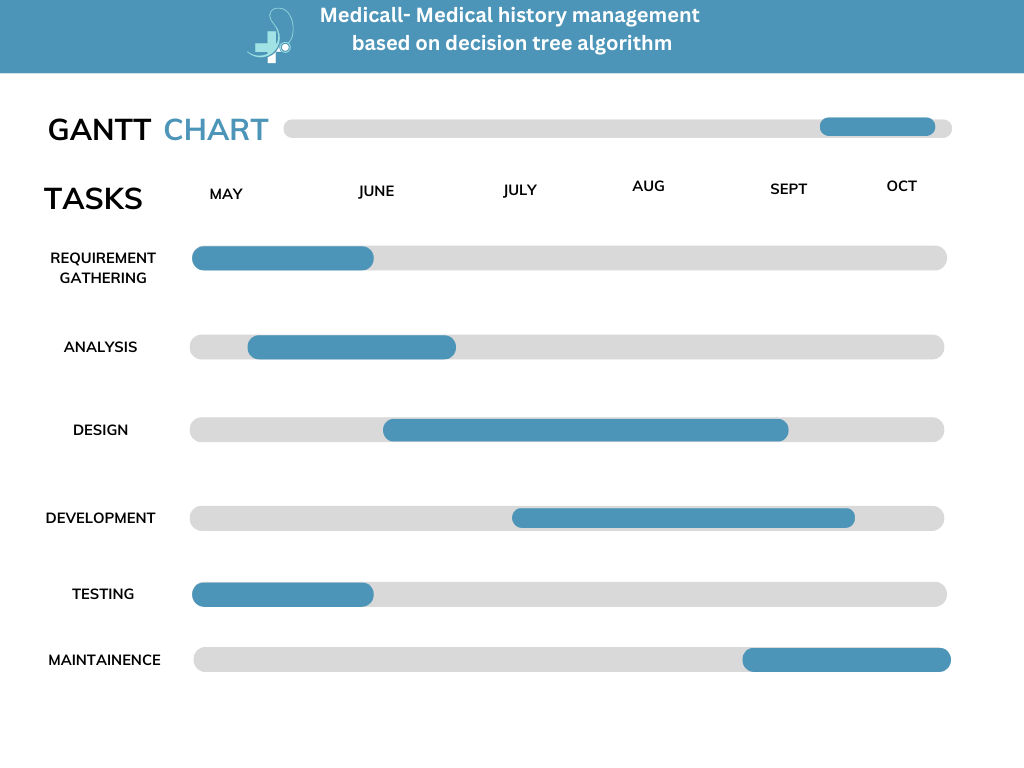 Medicall- Medical history management
based on decision tree algorithm
GANTT CHART
TASKS
MAY JUNE JULY AUG SEPT OCT
REQUIREMENT
GATHERING
ANALYSIS
DESIGN
DEVELOPMENT
TESTING
MAINTAINENCE